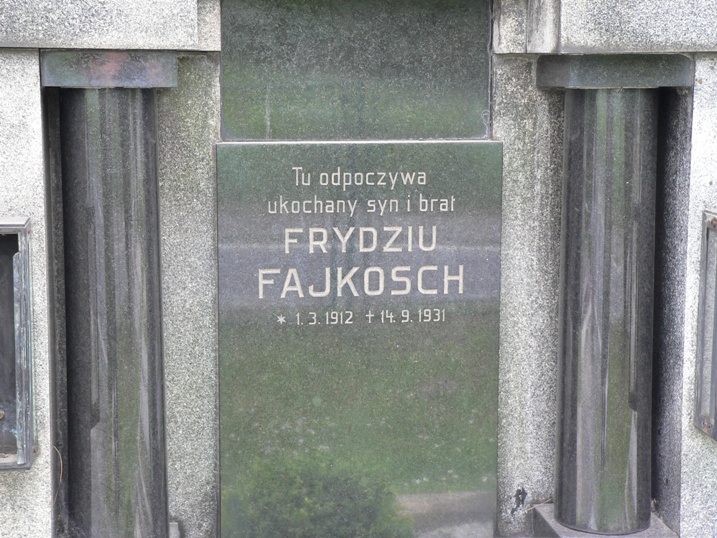 Tu odpoczywa
ukochany syn i brat
FRYDZIU
FAJKOSCH
* 1. 3. 1912 † 14. 9. 1931